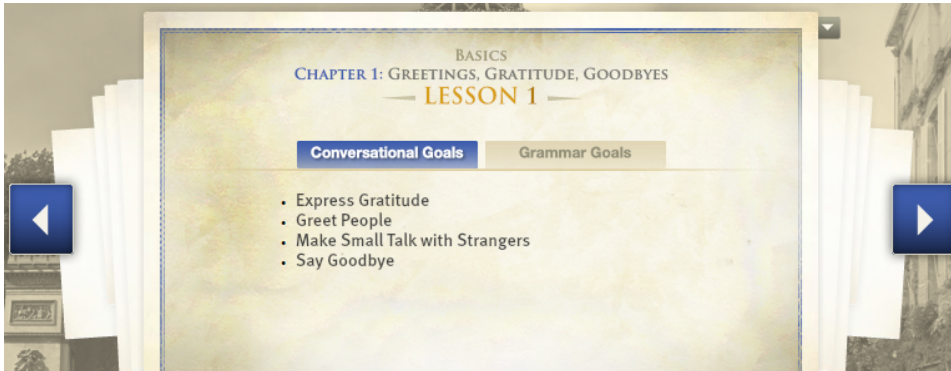 Basics
Chapter 1: Greetings, Gratitude, Goodbyes
LESSON 1
Conversational Goals
Grammar Goals
• Express Gratitude
• Greet People
• Make Small Talk with Strangers
• Say Goodbye